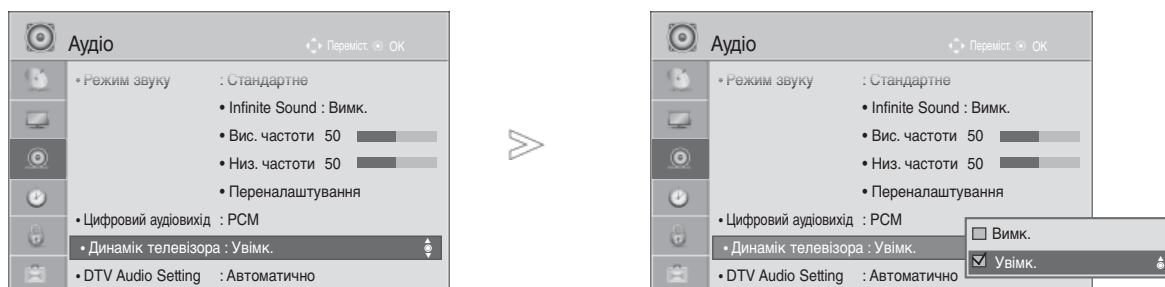 Аудіо
Переміст. OK
• Режим звуку : Стандартне
• Infinite Sound : Вимк.
• Вис. частоти 50
• Низ. частоти 50
• Переналаштування
• Цифровий аудіовихід : PCM
• Динамік телевізора : Увімк.
• DTV Audio Setting : Автоматично
Аудіо
Переміст. OK
• Режим звуку : Стандартне
• Infinite Sound : Вимк.
• Вис. частоти 50
• Низ. частоти 50
• Переналаштування
• Цифровий аудіовихід : PCM
• Динамік телевізора : Увімк.
• DTV Audio Setting : Автоматично
Вимк.
Увімк.